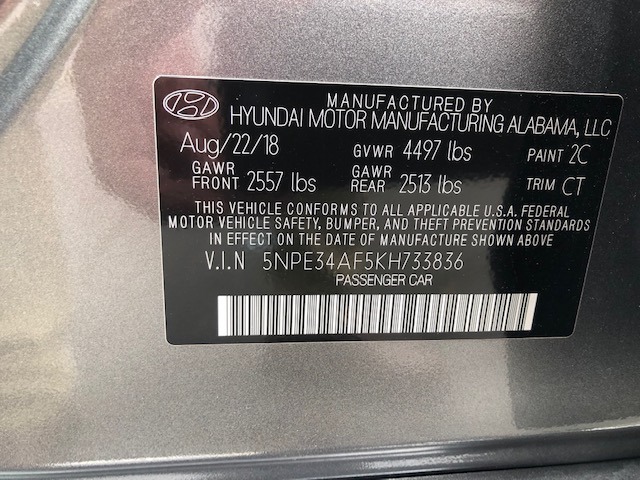 MANUFACTURED BY
HYUNDAI MOTOR MANUFACTURING ALABAMA, LLC
Aug/22/18 GVWR 4497 lbs PAINT 2C
GAWR FRONT 2557 lbs GAWR REAR 2513 lbs TRIM CT
THIS VEHICLE CONFORMS TO ALL APPLICABLE U.S.A. FEDERAL
MOTOR VEHICLE SAFETY, BUMPER, AND THEFT PREVENTION STANDARDS
IN EFFECT ON THE DATE OF MANUFACTURE SHOWN ABOVE
V.I.N 5NPE34AF5KH733836
PASSENGER CAR